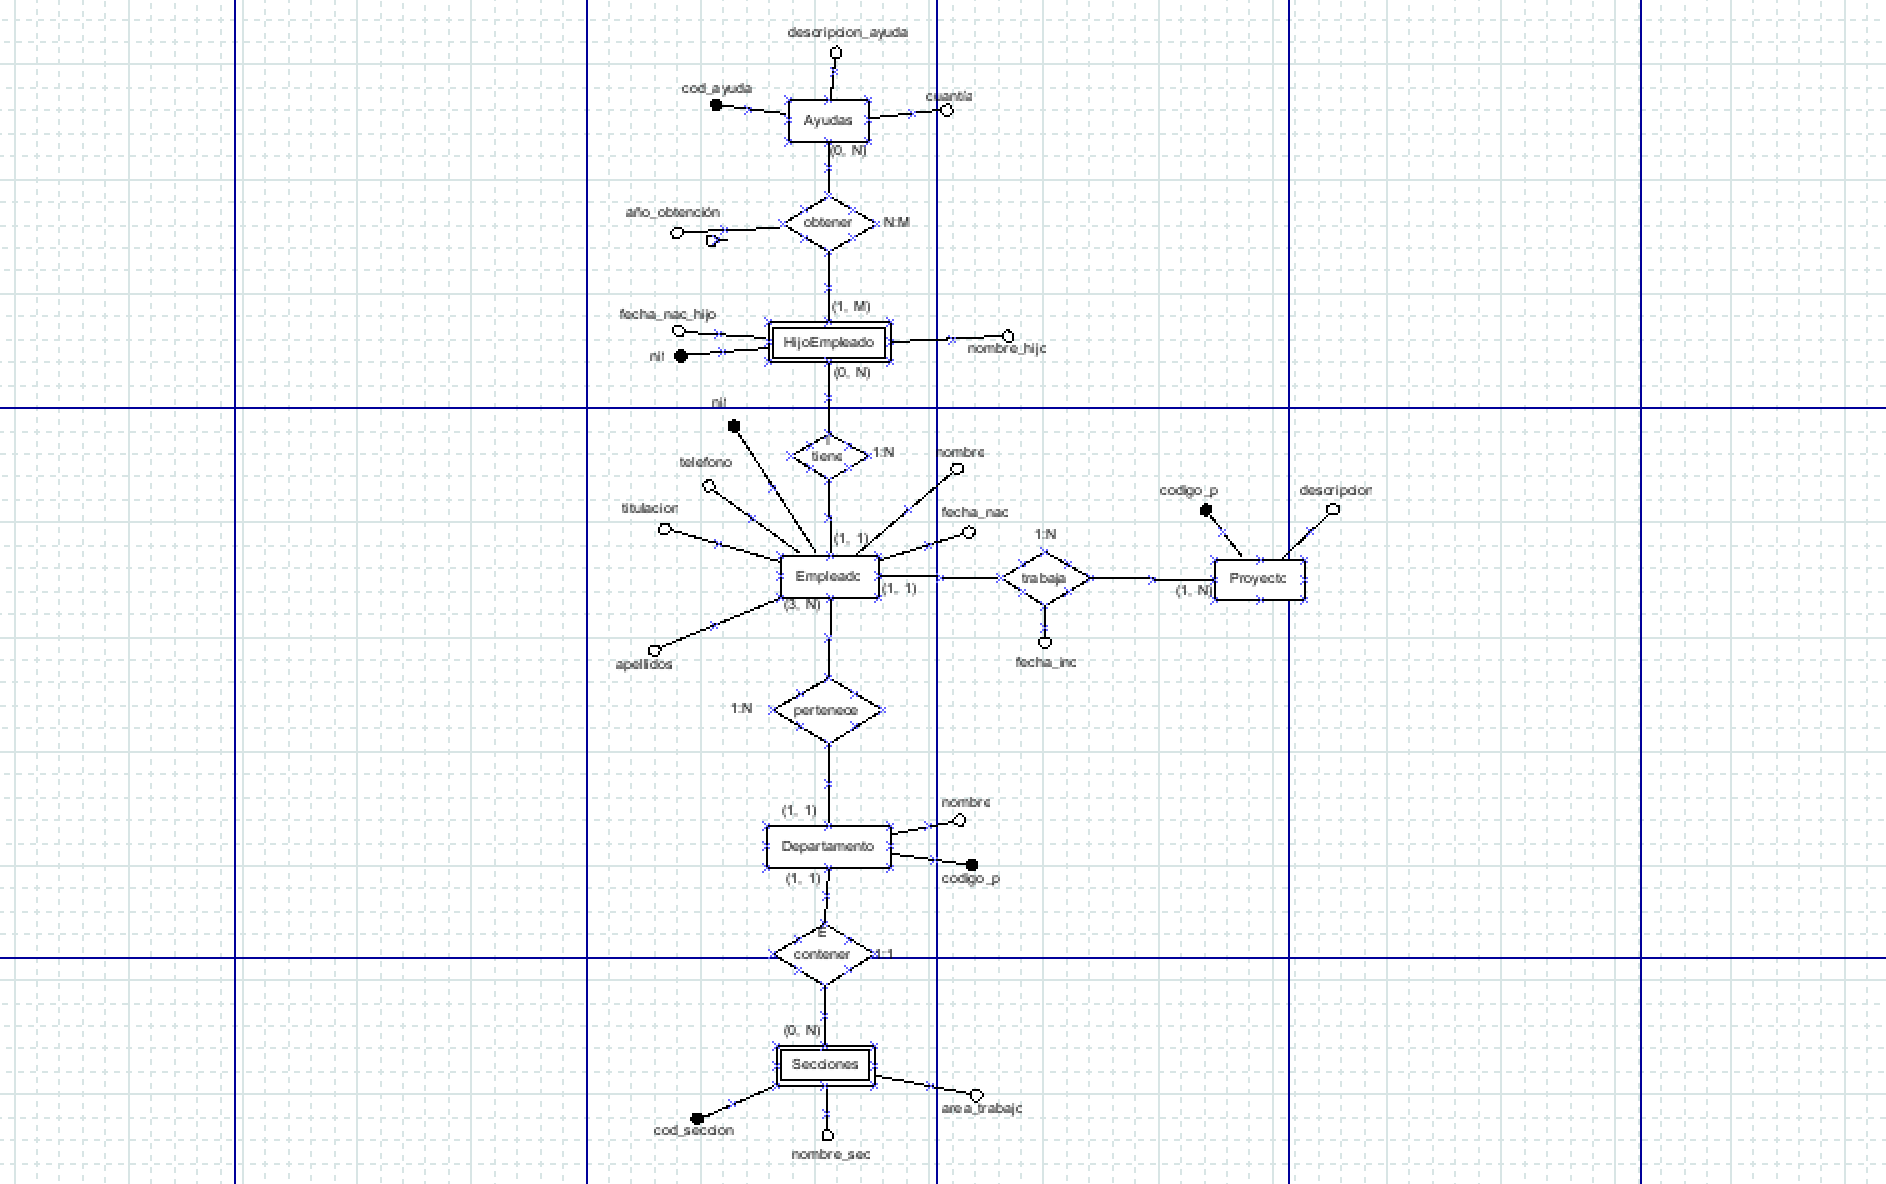 descripcion_ayuda
cod_ayuda
cuantía
Ayudas
(0, N)
año_obtención
obtener
N:M
(1, M)
fecha_nac_hijo
HijoEmpleado
nombre_hijo
nif
(0, N)
nif
tiene
1:N
nombre
telefono
titulacion
fecha_nac
codigo_p
descripcion
(1, 1)
1:N
Empleado
(1, 1)
trabaja
(1, N)
Proyecto
(3, N)
apellidos
fecha_inc
1:N
pertenece
(1, 1)
nombre
Departamento
(1, 1)
codigo_p
E
contener
1:1
(0, N)
Secciones
area_trabajo
cod_seccion
nombre_sec